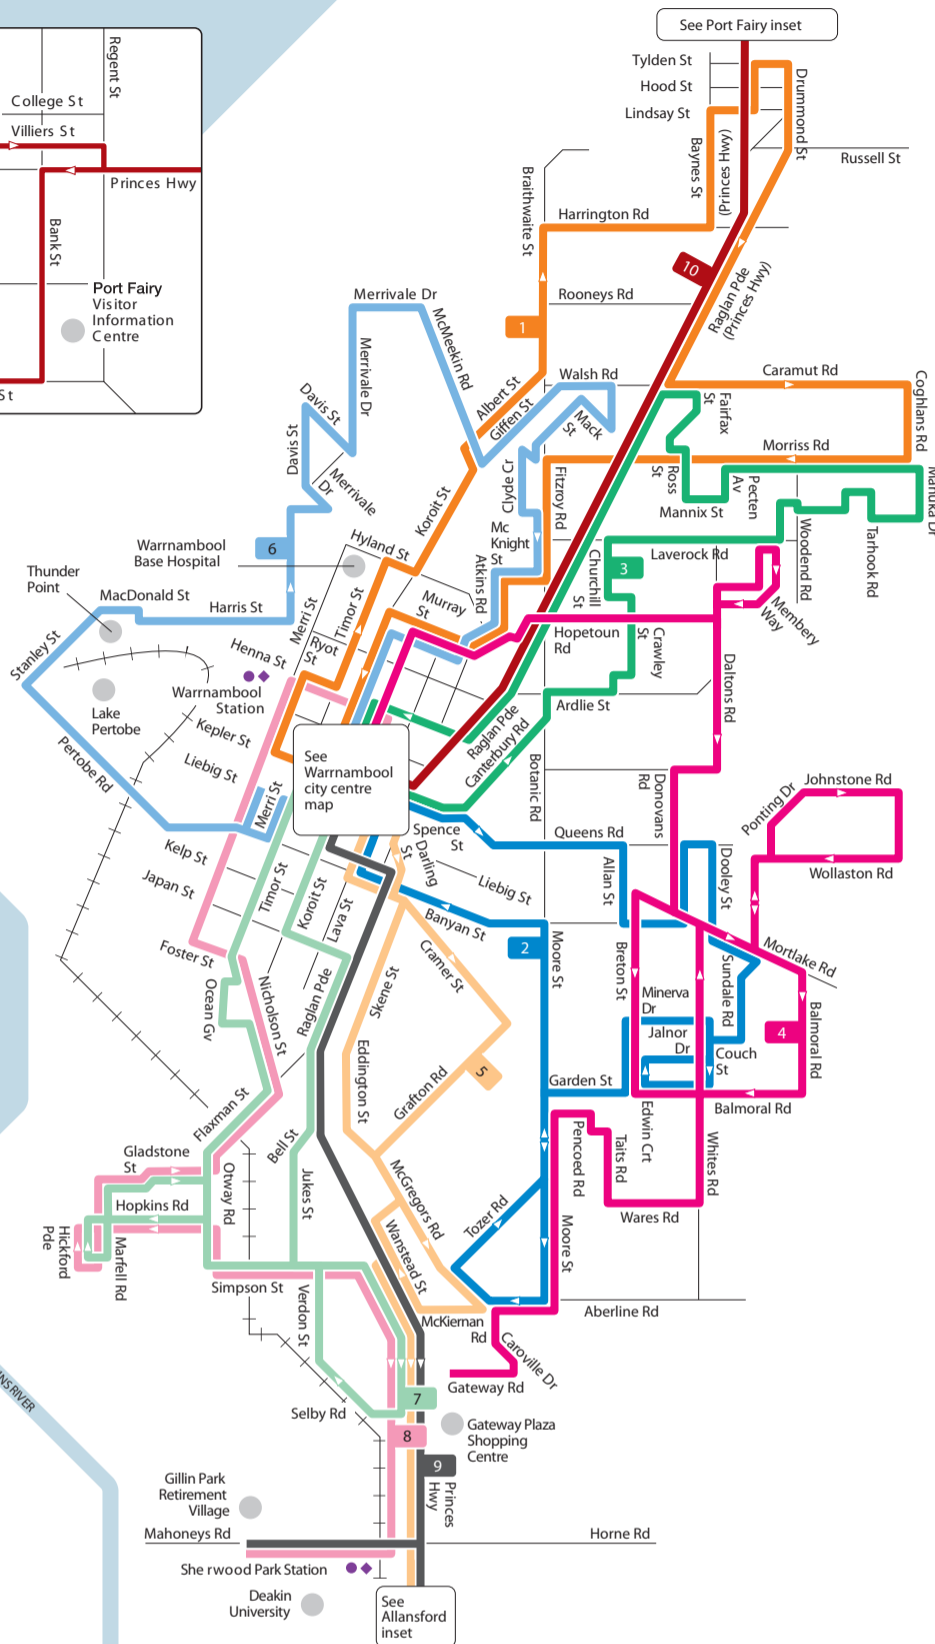 See Port Fairy inset
Regent St
College St
Villiers St
Princes Hwy
Bank St
Port Fairy
Visitor
Information
Centre
St
Tylden St
Hood St
Lindsay St
Drummond St
Russell St
Baynes St
(Princes Hwy)
Braithwaite St
Harrington Rd
10
Raglan Pde
(Princes Hwy)
Rooneys Rd
1
Merrivale Dr
McMeekin Rd
Merrivale Dr
Walsh Rd
Caramut Rd
Coghlans Rd
Albert St
Giffen St
Mack
St
Fairfax
St
Davis St
Davis St
Merrivale
Dr
Morriss Rd
Clyde Cr
Fitzroy Rd
Ross
St
Pecten
Av
Manuka Dr
Mannix St
Koroit St
Mc
Knight
St
Woodend Rd
Tarhook Rd
Warrnambool
Base Hospital
6
Hyland St
Laverock Rd
3
Churchill
St
Atkins Rd
Thunder
Point
MacDonald St
Harris St
Merri St
Timor St
Murray
St
Membery
Way
Stanley St
Ryot
St
Henna St
Hopetoun
Rd
Crawley
St
Daltons Rd
Lake
Pertobe
Warrnambool
Station
Ardlie St
Kepler St
Raglan Pde
Canterbury Rd
Liebig St
Pertobe Rd
See
Warrnambool
city centre
map
Botanic Rd
Donovans
Rd
Johnstone Rd
Ponting Dr
Merri St
Spence
St
Queens Rd
Kelp St
Darling
St
Allan St
Dooley St
Wollaston Rd
Japan St
Timor St
Koroit St
Lava St
Liebig St
Banyan St
2
Moore St
Foster St
Cramer St
Breton St
Sundale Rd
Mortlake Rd
Ocean Gv
Nicholson St
Raglan Pde
Skene St
Minerva
Dr
Jalnor
Dr
4
Balmoral Rd
Eddington St
5
Couch
St
Grafton Rd
Garden St
Edwin Crt
Balmoral Rd
Flaxman St
Bell St
Pencoed Rd
Taits Rd
Whites Rd
Gladstone
St
Otway Rd
Jukes St
McGregors Rd
Tozer Rd
Hopkins Rd
Wares Rd
Hickford
Pde
Marfell Rd
Wanstead St
Moore St
Simpson St
Verdon St
McKiernan
Rd
Aberline Rd
Caroville Dr
Gateway Rd
Selby Rd
7
8
Gateway Plaza
Shopping
Centre
NS RIVER
9
Princes
Hwy
Gillin Park
Retirement
Village
Mahoneys Rd
Horne Rd
She rwood Park Station
Deakin
University
See
Allansford
inset